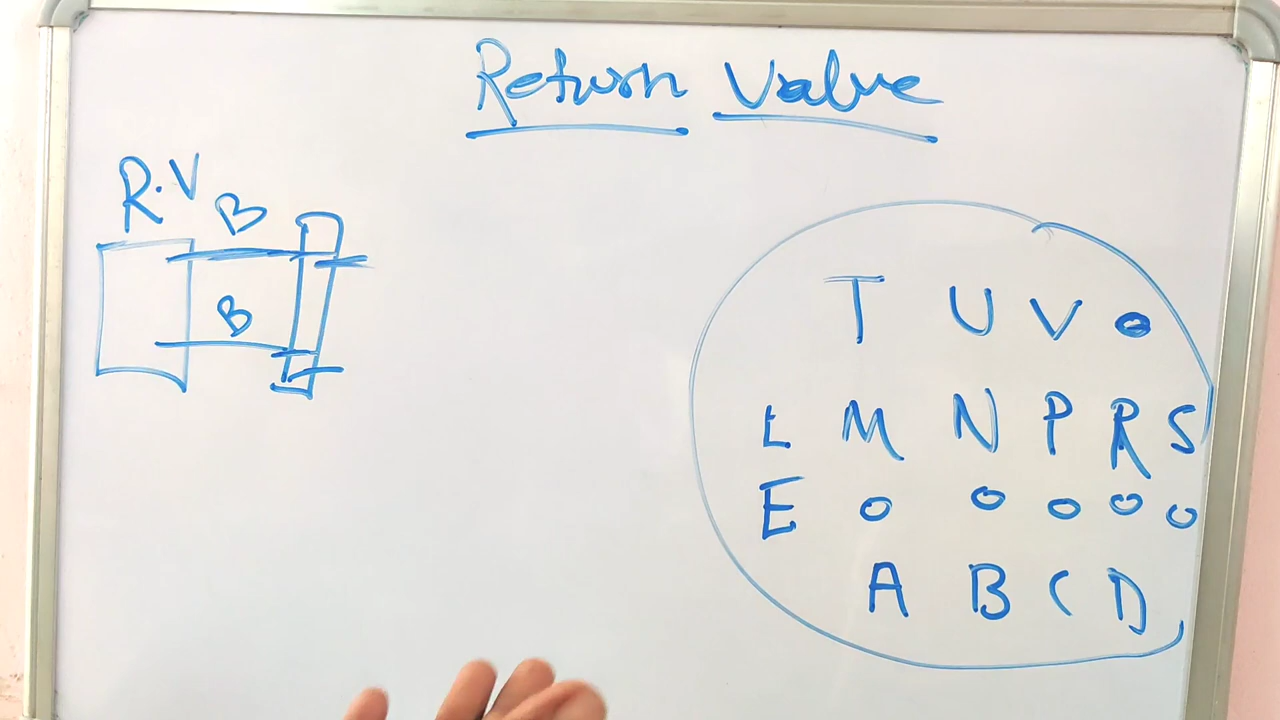 Return Value
R.V
B
B
T U V o
L M N P R S
E o o o o o
A B C D